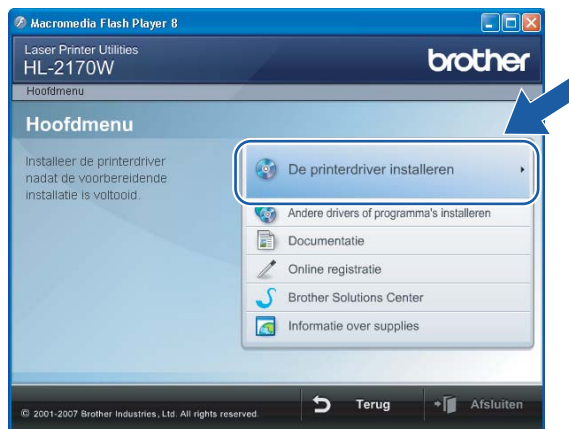 Macromedia Flash Player 8
Laser Printer Utilities
HL-2170W
brother
Hoofdmenu
Hoofdmenu
Installeer de printerdriver
nadat de voorbereidende
installatie is voltooid.
De printerdriver installeren
Andere drivers of programma's installeren
Documentatie
Online registratie
Brother Solutions Center
Informatie over supplies
© 2001-2007 Brother Industries, Ltd. All rights reserved.
Terug
Afsluiten